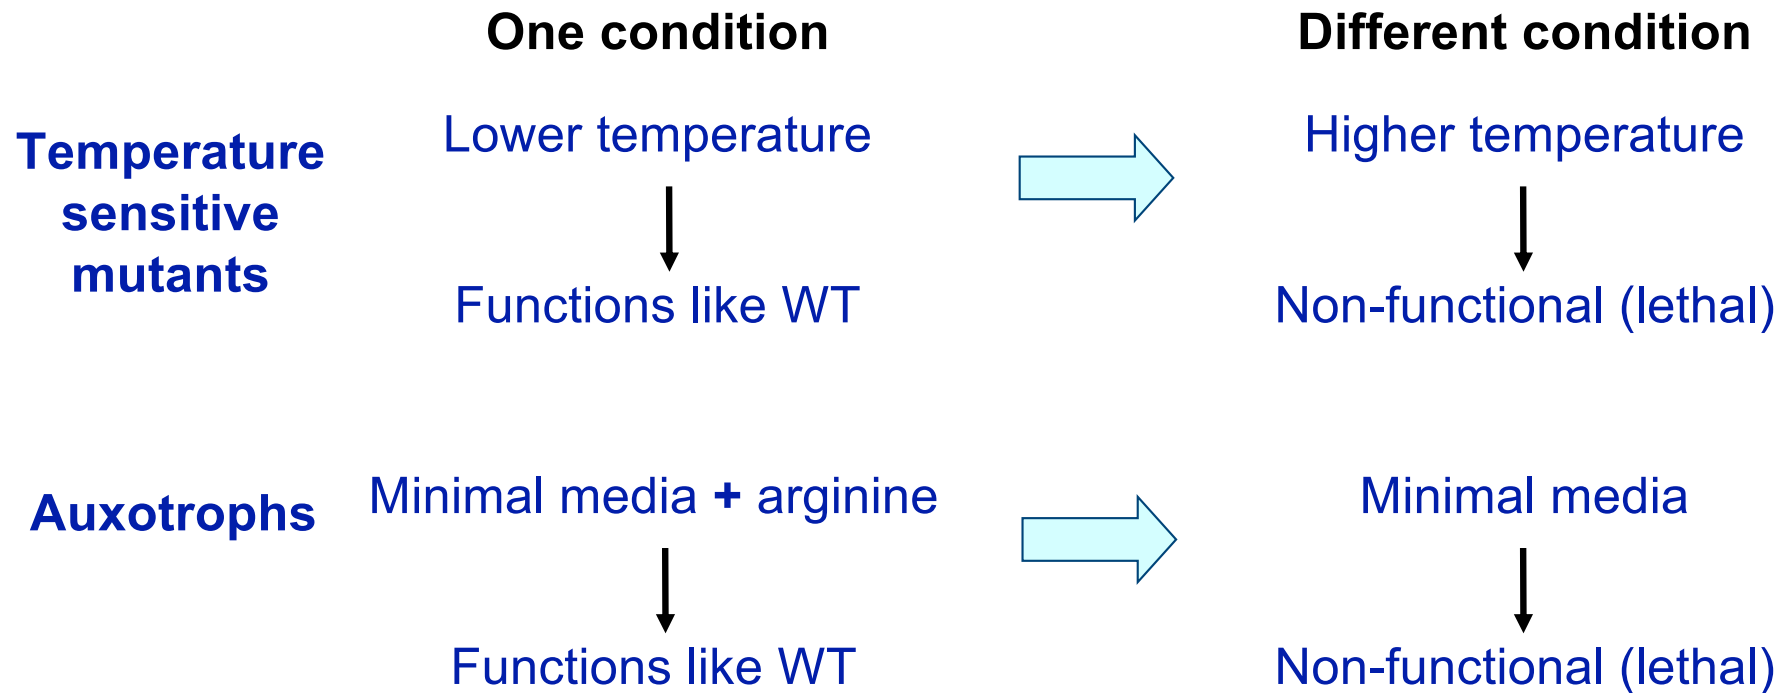 One condition
Different condition
Temperature
sensitive
mutants
Lower temperature
Higher temperature
Functions like WT
Non-functional (lethal)
Auxotrophs
Minimal media + arginine
Minimal media
Functions like WT
Non-functional (lethal)